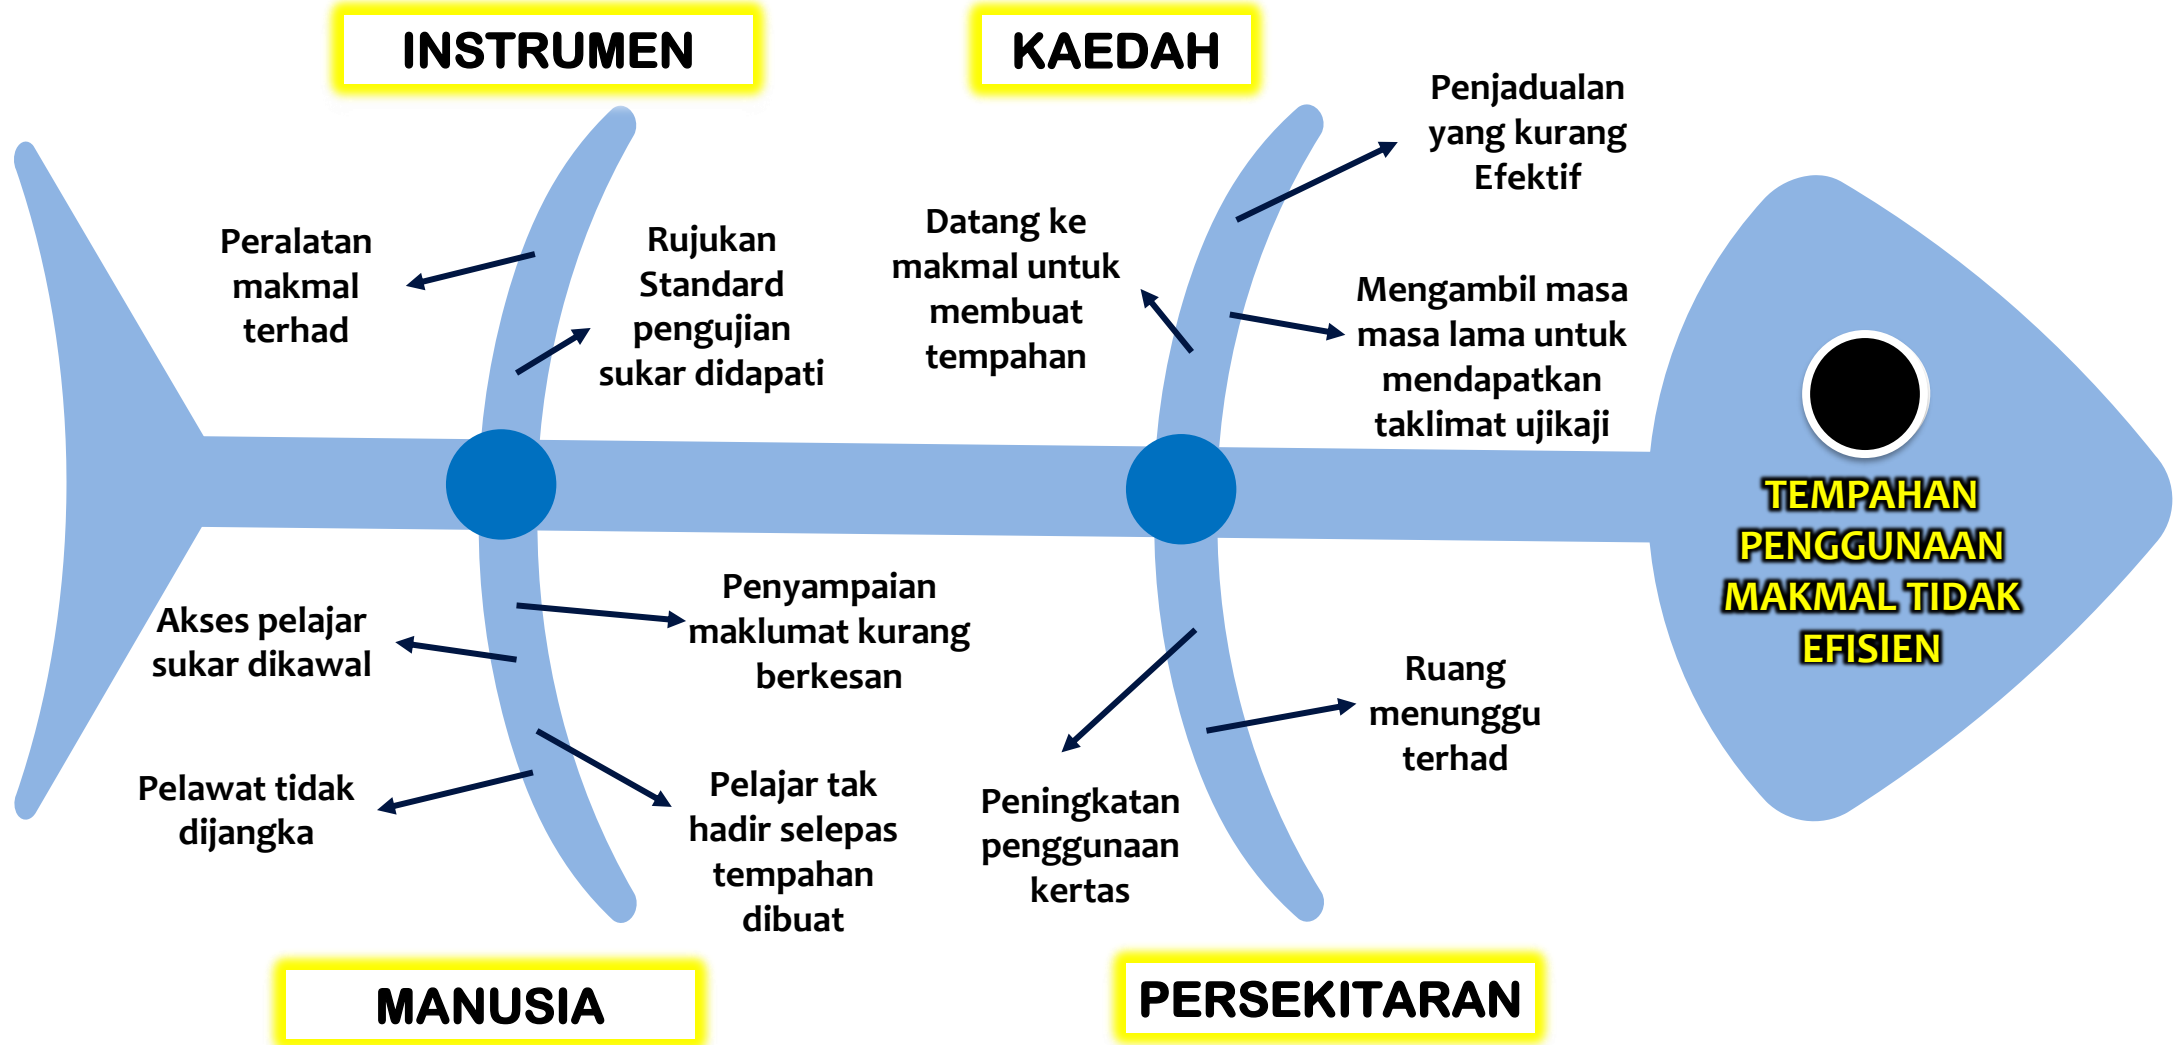 INSTRUMEN
KAEDAH
Peralatan
makmal
terhad
Rujukan
Standard
pengujian
sukar didapati
Datang ke
makmal untuk
membuat
tempahan
Penjadualan
yang kurang
Efektif
Mengambil masa
masa lama untuk
mendapatkan
taklimat ujikaji
TEMPAHAN
PENGGUNAAN
MAKMAL TIDAK
EFISIEN
Akses pelajar
sukar dikawal
Penyampaian
maklumat kurang
berkesan
Pelawat tidak
dijangka
Pelajar tak
hadir selepas
tempahan
dibuat
Peningkatan
penggunaan
kertas
Ruang
menunggu
terhad
MANUSIA
PERSEKITARAN